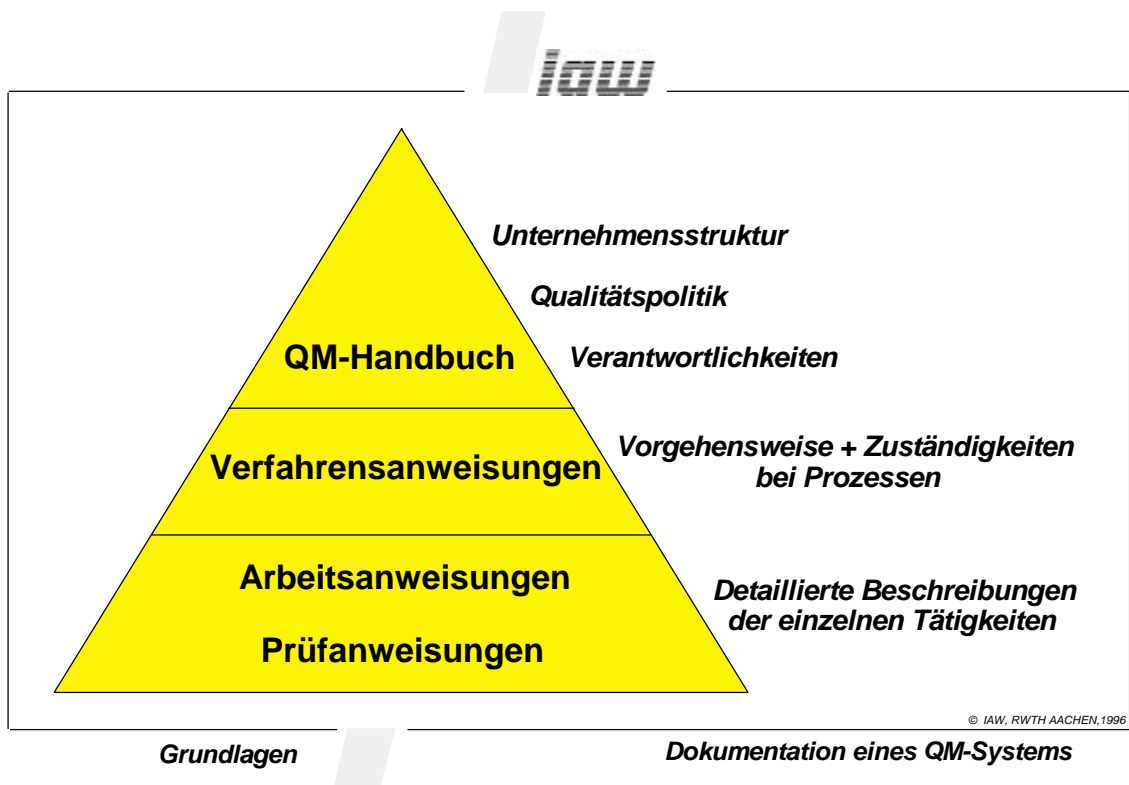 iaw
Unternehmensstruktur
Qualitätspolitik
QM-Handbuch
Verantwortlichkeiten
Verfahrensanweisungen
Vorgehensweise + Zuständigkeiten
bei Prozessen
Arbeitsanweisungen
Prüfanweisungen
Detaillierte Beschreibungen
der einzelnen Tätigkeiten
© IAW, RWTH AACHEN,1996
Grundlagen
Dokumentation eines QM-Systems